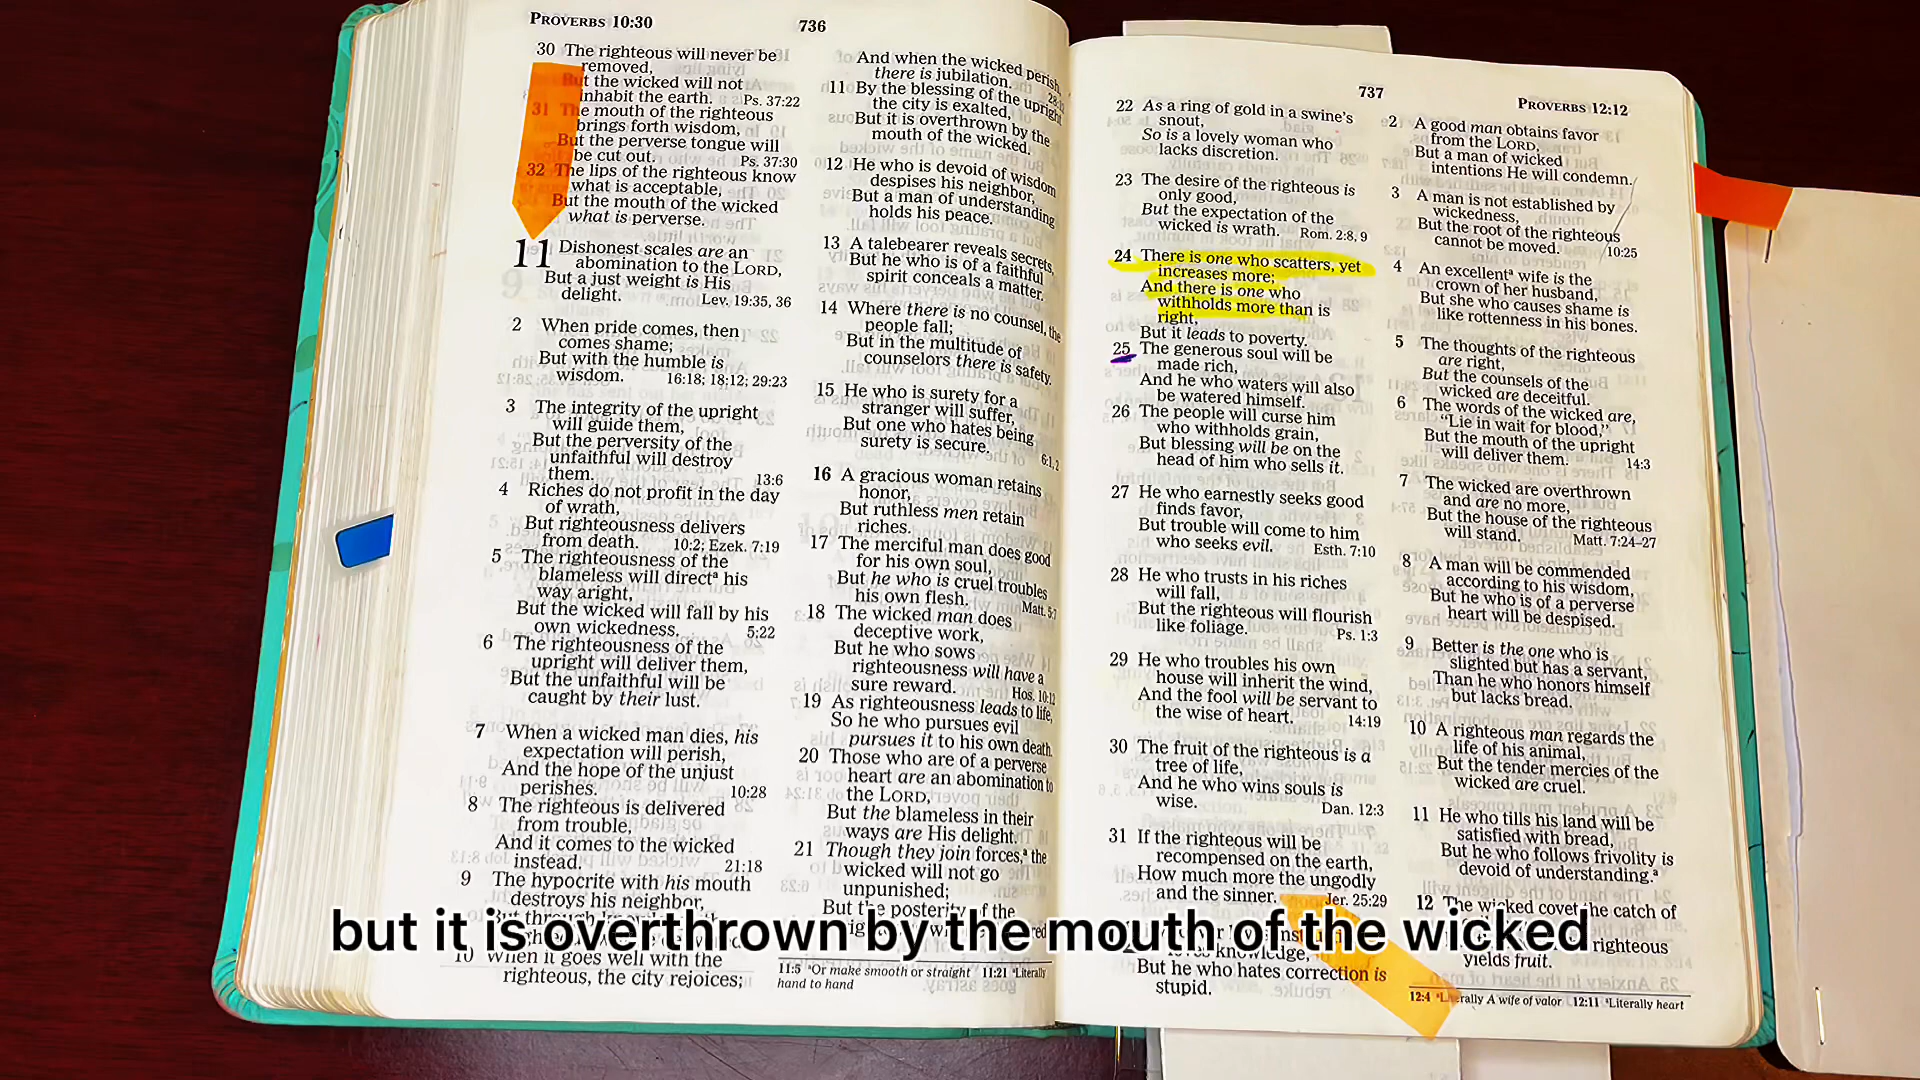 PROVERBS 10:30
736
30 The righteous will never be
removed,
But the wicked will not
inhabit the earth. Ps. 37:22
31 The mouth of the righteous
brings forth wisdom,
But the perverse tongue will
be cut out. Ps. 37:30
32 The lips of the righteous know
what is acceptable,
But the mouth of the wicked
what is perverse.
11 Dishonest scales are an
abomination to the LORD,
But a just weight is His
delight. Lev. 19:35, 36
2 When pride comes, then
comes shame;
But with the humble is
wisdom. 16:18; 18:12; 29:23
3 The integrity of the upright
will guide them,
But the perversity of the
unfaithful will destroy
them. 13:6
4 Riches do not profit in the day
of wrath,
But righteousness delivers
from death. 10:2; Ezek. 7:19
5 The righteousness of the
blameless will directª his
way aright,
But the wicked will fall by his
own wickedness. 5:22
6 The righteousness of the
upright will deliver them,
But the unfaithful will be
caught by their lust.
7 When a wicked man dies, his
expectation will perish,
And the hope of the unjust
perishes. 10:28
8 The righteous is delivered
from trouble,
And it comes to the wicked
instead. 21:18
9 The hypocrite with his mouth
destroys his neighbor,
But through
10 When it goes well with the
righteous, the city rejoices;
And when the wicked perish,
there is jubilation.
11 By the blessing of the upright
the city is exalted,
But it is overthrown by the
mouth of the wicked.
12 He who is devoid of wisdom
despises his neighbor,
But a man of understanding
holds his peace.
13 A talebearer reveals secrets,
But he who is of a faithful
spirit conceals a matter.
14 Where there is no counsel, the
people fall;
But in the multitude of
counselors there is safety.
15 He who is surety for a
stranger will suffer,
But one who hates being
surety is secure. 6:1, 2
16 A gracious woman retains
honor,
But ruthless men retain
riches.
17 The merciful man does good
for his own soul,
But he who is cruel troubles
his own flesh. Matt. 5:7
18 The wicked man does
deceptive work,
But he who sows
righteousness will have a
sure reward. Hos. 10:12
19 As righteousness leads to life,
So he who pursues evil
pursues it to his own death.
20 Those who are of a perverse
heart are an abomination to
the LORD,
But the blameless in their
ways are His delight.
21 Though they join forces,ª the
wicked will not go
unpunished;
But the posterity of the
11:5 ªOr make smooth or straight 11:21 ªLiterally
hand to hand
737
PROVERBS 12:12
22 As a ring of gold in a swine's
snout,
So is a lovely woman who
lacks discretion.
23 The desire of the righteous is
only good,
But the expectation of the
wicked is wrath. Rom. 2:8, 9
24 There is one who scatters, yet
increases more;
And there is one who
withholds more than is
right,
But it leads to poverty.
25 The generous soul will be
made rich,
And he who waters will also
be watered himself.
26 The people will curse him
who withholds grain,
But blessing will be on the
head of him who sells it.
27 He who earnestly seeks good
finds favor,
But trouble will come to him
who seeks evil. Esth. 7:10
28 He who trusts in his riches
will fall,
But the righteous will flourish
like foliage. Ps. 1:3
29 He who troubles his own
house will inherit the wind,
And the fool will be servant to
the wise of heart. 14:19
30 The fruit of the righteous is a
tree of life,
And he who wins souls is
wise. Dan. 12:3
31 If the righteous will be
recompensed on the earth,
How much more the ungodly
and the sinner. Jer. 25:29
loves knowledge,
But he who hates correction is
stupid.
2 A good man obtains favor
from the LORD,
But a man of wicked
intentions He will condemn.
3 A man is not established by
wickedness,
But the root of the righteous
cannot be moved. 10:25
4 An excellentª wife is the
crown of her husband,
But she who causes shame is
like rottenness in his bones.
5 The thoughts of the righteous
are right,
But the counsels of the
wicked are deceitful.
6 The words of the wicked are,
"Lie in wait for blood,"
But the mouth of the upright
will deliver them. 14:3
7 The wicked are overthrown
and are no more,
But the house of the righteous
will stand. Matt. 7:24–27
8 A man will be commended
according to his wisdom,
But he who is of a perverse
heart will be despised.
9 Better is the one who is
slighted but has a servant,
Than he who honors himself
but lacks bread.
10 A righteous man regards the
life of his animal,
But the tender mercies of the
wicked are cruel.
11 He who tills his land will be
satisfied with bread,
But he who follows frivolity is
devoid of understanding.ª
12 The wicked covet the catch of
righteous
yields fruit.
12:4 ªLiterally A wife of valor 12:11 ªLiterally heart
but it is overthrown by the mouth of the wicked